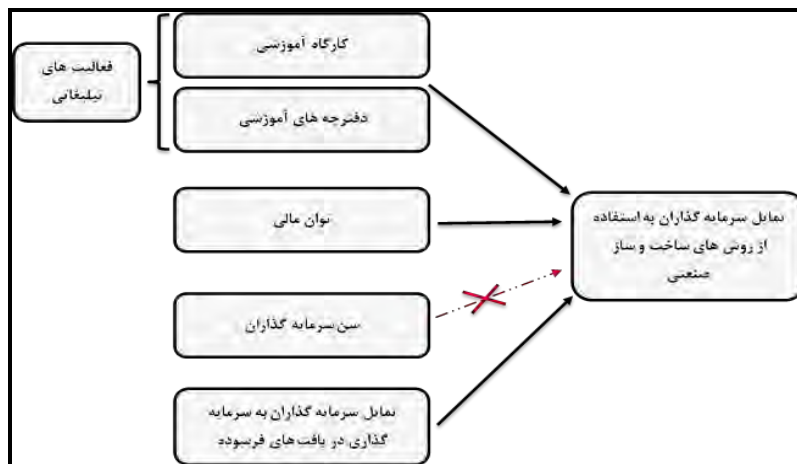 کارگاه آموزشی
فعالیت های
تبلیغاتی
دفترچه های آموزشی
توان مالی
تمایل سرمایه گذاران به استفاده
از روش های ساخت و ساز
صنعتی
سن سرمایه گذاران
تمایل سرمایه گذاران به سرمایه
گذاری در بافت های فرسوده